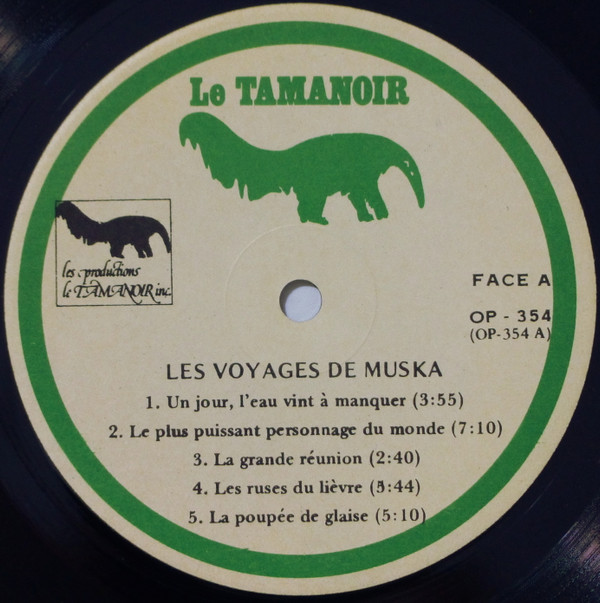 Le TAMANOIR
les productions
le TAMANOIR inc.
FACE A
OP - 354
(OP-354 A)
LES VOYAGES DE MUSKA
1. Un jour, l'eau vint à manquer (3:55)
2. Le plus puissant personnage du monde (7:10)
3. La grande réunion (2:40)
4. Les ruses du lièvre (3:44)
5. La poupée de glaise (5:10)